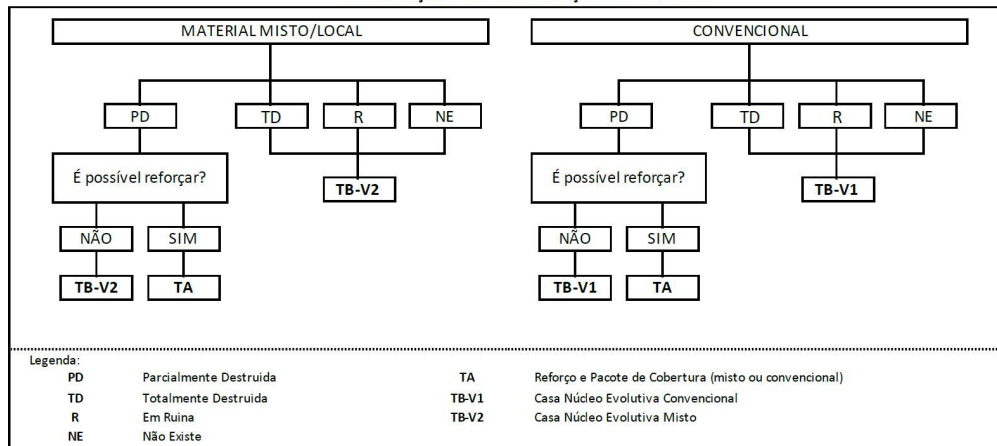 MATERIAL MISTO/LOCAL
PD TD R NE
É possível reforçar?
TB-V2
NÃO SIM
TB-V2 TA
CONVENCIONAL
PD TD R NE
É possível reforçar?
TB-V1
NÃO SIM
TB-V1 TA
Legenda:
PD Parcialmente Destruida
TD Totalmente Destruida
R Em Ruina
NE Não Existe
TA Reforço e Pacote de Cobertura (misto ou convencional)
TB-V1 Casa Núcleo Evolutiva Convencional
TB-V2 Casa Núcleo Evolutiva Misto